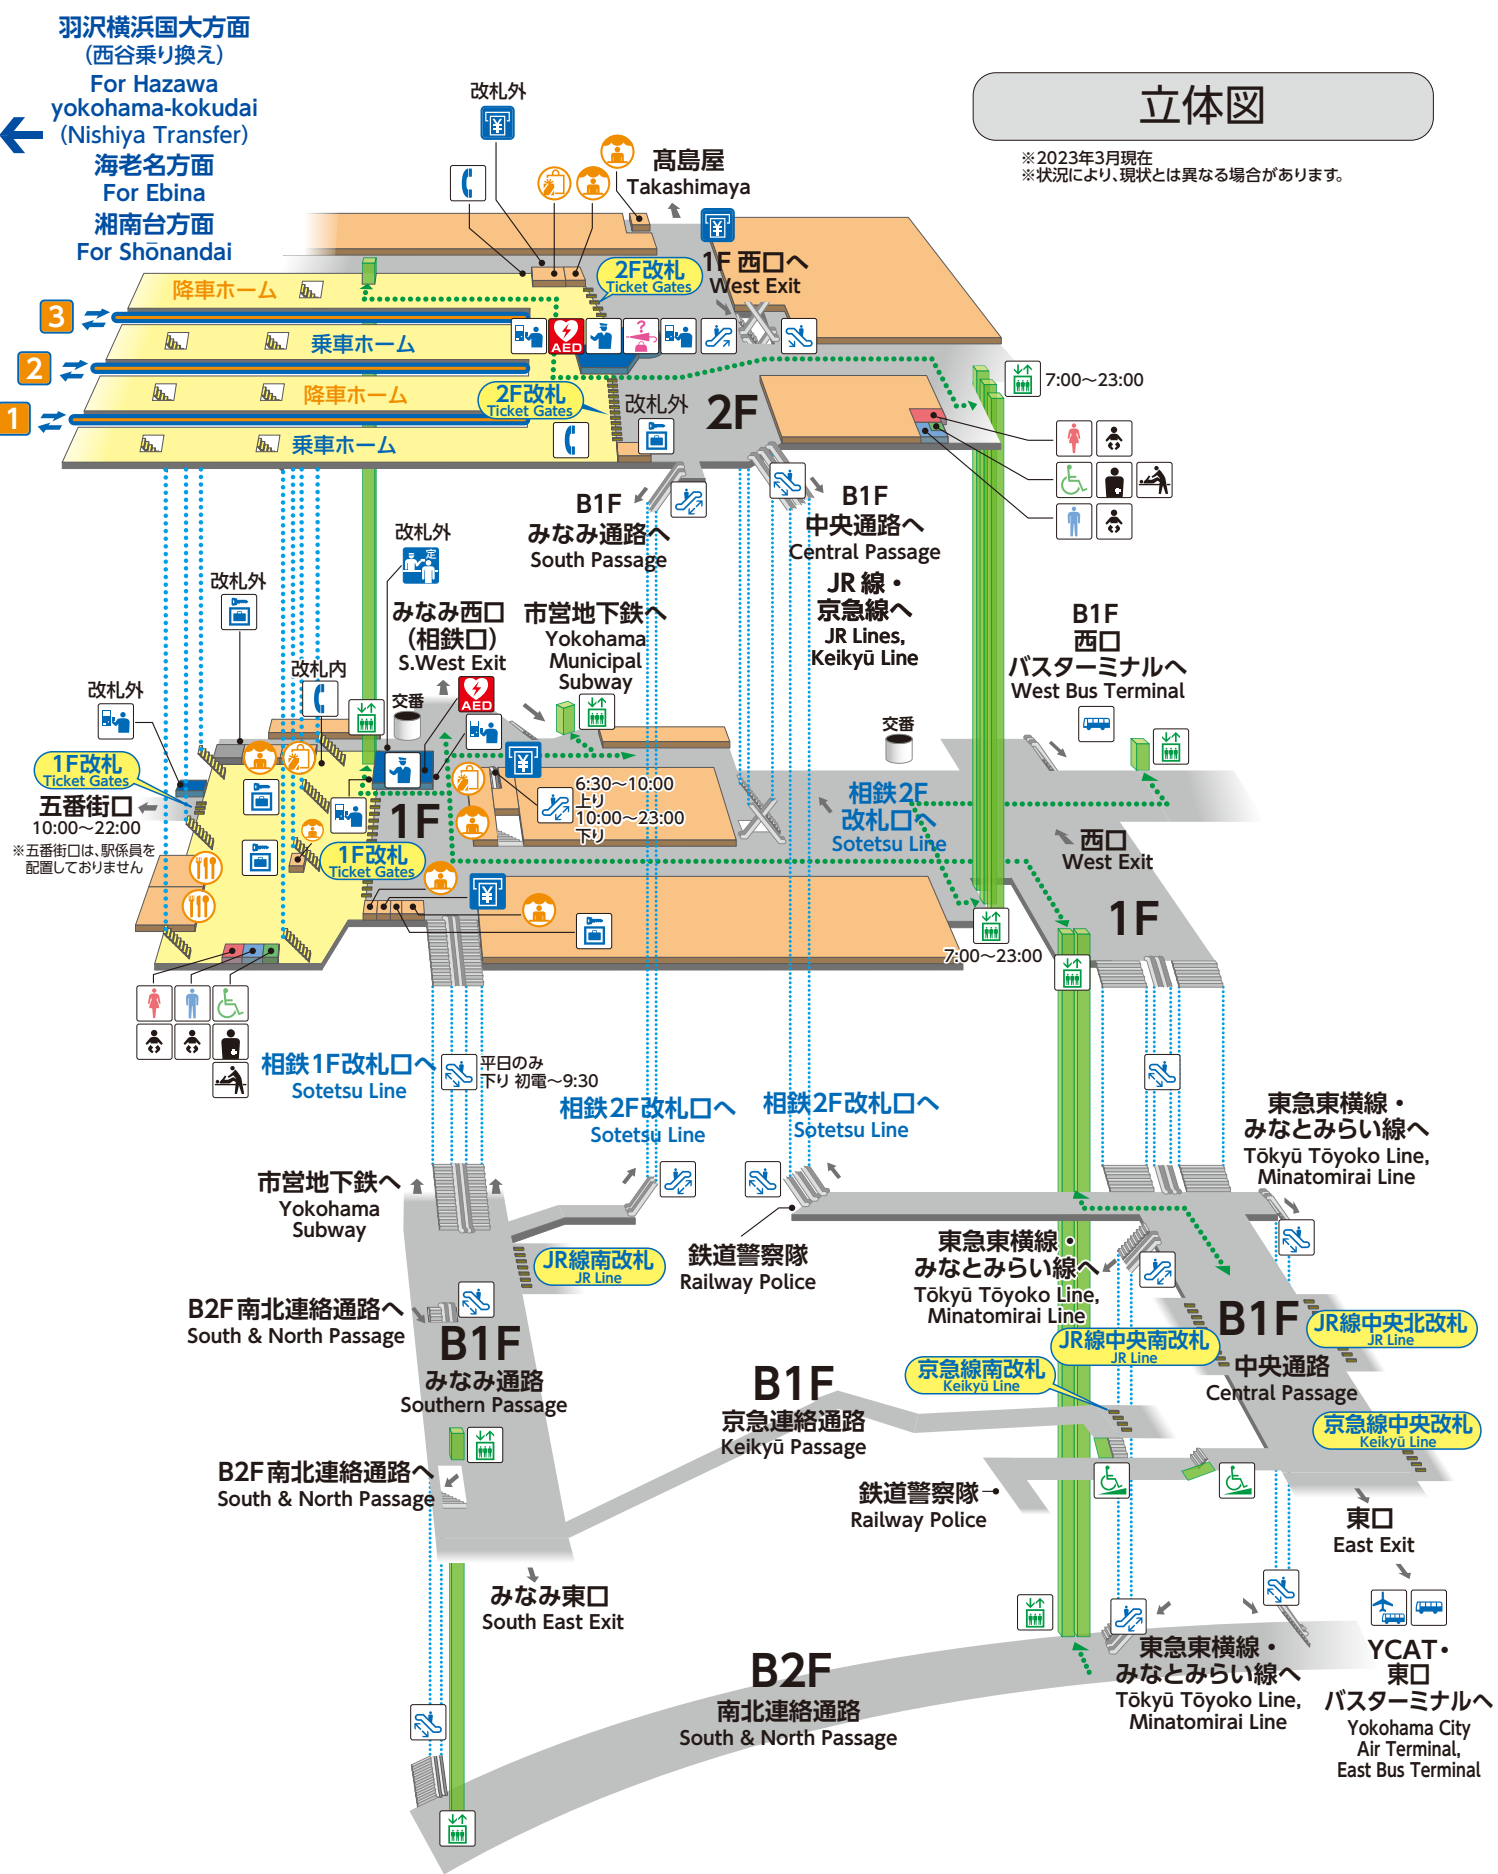 羽沢横浜国大方面
(西谷乗り換え)
For Hazawa
yokohama-kokudai
(Nishiya Transfer)
海老名方面
For Ebina
湘南台方面
For Shōnandai
立体図
※2023年3月現在
※状況により、現状とは異なる場合があります。
改札外
髙島屋
Takashimaya
2F改札
Ticket Gates
1F 西口へ
West Exit
降車ホーム
3
乗車ホーム
AED
?
2
降車ホーム
2F改札
Ticket Gates
改札外
2F
7:00〜23:00
1
乗車ホーム
B1F
みなみ通路へ
South Passage
B1F
中央通路へ
Central Passage
JR 線・
京急線へ
JR Lines,
Keikyū Line
改札外
定
改札外
みなみ西口
(相鉄口)
S.West Exit
市営地下鉄へ
Yokohama
Municipal
Subway
B1F
西口
バスターミナルへ
West Bus Terminal
改札内
改札外
交番
AED
交番
1F改札
Ticket Gates
五番街口
10:00〜22:00
※五番街口は、駅係員を
配置しておりません
1F
6:30〜10:00
上り
10:00〜23:00
下り
相鉄2F
改札口へ
Sotetsu Line
西口
West Exit
1F改札
Ticket Gates
1F
7:00〜23:00
相鉄1F改札口へ
Sotetsu Line
平日のみ
下り 初電〜9:30
相鉄2F改札口へ
Sotetsu Line
相鉄2F改札口へ
Sotetsu Line
東急東横線・
みなとみらい線へ
Tōkyū Tōyoko Line,
Minatomirai Line
市営地下鉄へ
Yokohama
Subway
JR線南改札
JR Line
鉄道警察隊
Railway Police
東急東横線・
みなとみらい線へ
Tōkyū Tōyoko Line,
Minatomirai Line
B2F南北連絡通路へ
South & North Passage
B1F
みなみ通路
Southern Passage
B1F
中央通路
Central Passage
JR線中央北改札
JR Line
JR線中央南改札
JR Line
京急線南改札
Keikyū Line
B1F
京急連絡通路
Keikyū Passage
京急線中央改札
Keikyū Line
B2F南北連絡通路へ
South & North Passage
鉄道警察隊
Railway Police
東口
East Exit
みなみ東口
South East Exit
B2F
南北連絡通路
South & North Passage
東急東横線・
みなとみらい線へ
Tōkyū Tōyoko Line,
Minatomirai Line
YCAT・
東口
バスターミナルへ
Yokohama City
Air Terminal,
East Bus Terminal